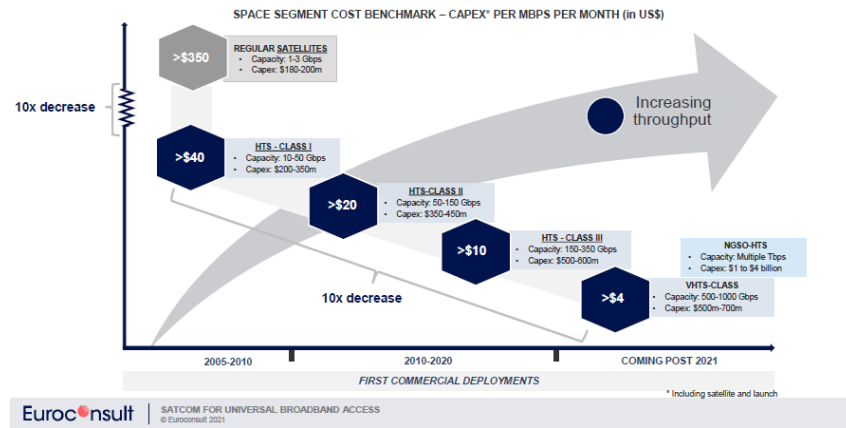 SPACE SEGMENT COST BENCHMARK – CAPEX* PER MBPS PER MONTH (in US$)
>$350
REGULAR SATELLITES
• Capacity: 1-3 Gbps
• Capex: $180-200m
10x decrease
Increasing
throughput
>$40
HTS - CLASS I
• Capacity: 10-50 Gbps
• Capex: $200-350m
>$20
HTS-CLASS II
• Capacity: 50-150 Gbps
• Capex: $350-450m
>$10
HTS - CLASS III
• Capacity: 150-350 Gbps
• Capex: $500-600m
NGSO-HTS
• Capacity: Multiple Tbps
• Capex: $1 to $4 billion
10x decrease
>$4
VHTS-CLASS
• Capacity: 500-1000 Gbps
• Capex: $500m-700m
2005-2010
2010-2020
COMING POST 2021
FIRST COMMERCIAL DEPLOYMENTS
* Including satellite and launch
Euroconsult
SATCOM FOR UNIVERSAL BROADBAND ACCESS
© Euroconsult 2021